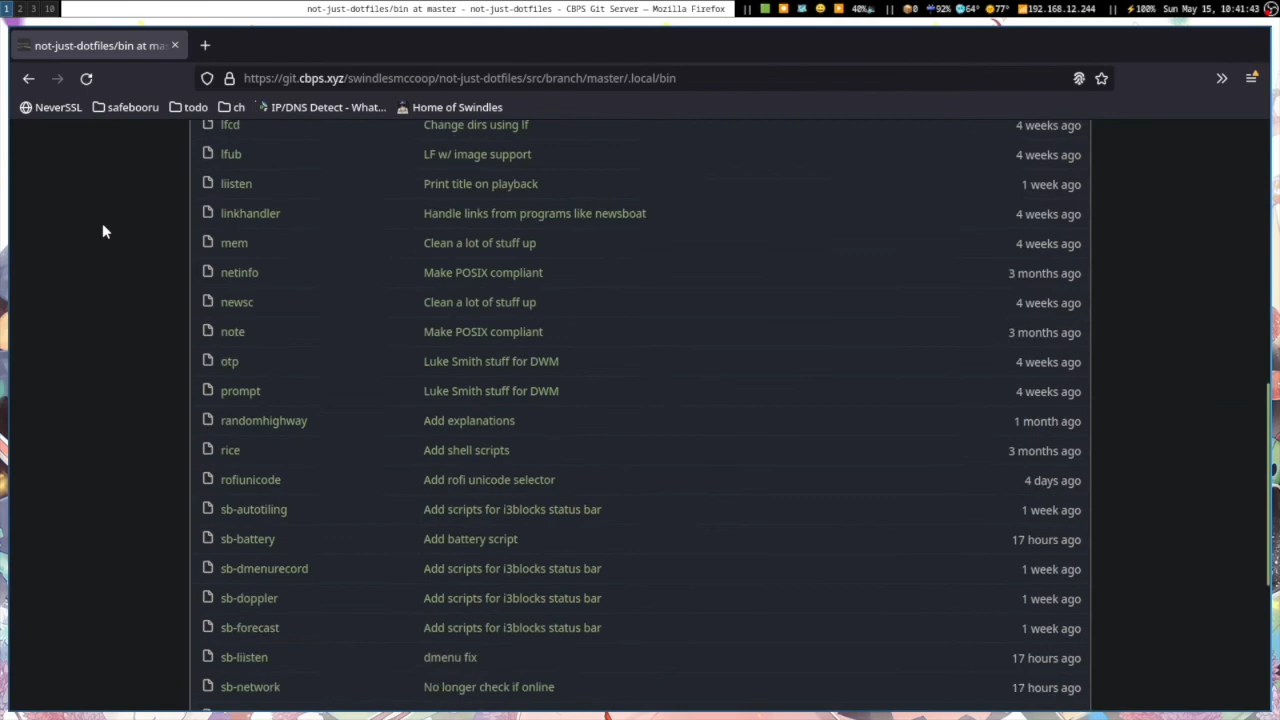 1 2 3 10 not-just-dotfiles/bin at master - not-just-dotfiles - CBPS Git Server — Mozilla Firefox || 40% || 0 92% 64° 77° 192.168.12.244 || 100% Sun May 15, 10:41:43
not-just-dotfiles/bin at mas
https://git.cbps.xyz/swindlesmccoop/not-just-dotfiles/src/branch/master/.local/bin
NeverSSL safebooru todo ch IP/DNS Detect - What... Home of Swindles
lfcd Change dirs using lf 4 weeks ago
lfub LF w/ image support 4 weeks ago
liisten Print title on playback 1 week ago
linkhandler Handle links from programs like newsboat 4 weeks ago
mem Clean a lot of stuff up 4 weeks ago
netinfo Make POSIX compliant 3 months ago
newsc Clean a lot of stuff up 4 weeks ago
note Make POSIX compliant 3 months ago
otp Luke Smith stuff for DWM 4 weeks ago
prompt Luke Smith stuff for DWM 4 weeks ago
randomhighway Add explanations 1 month ago
rice Add shell scripts 3 months ago
rofiunicode Add rofi unicode selector 4 days ago
sb-autotiling Add scripts for i3blocks status bar 1 week ago
sb-battery Add battery script 17 hours ago
sb-dmenurecord Add scripts for i3blocks status bar 1 week ago
sb-doppler Add scripts for i3blocks status bar 1 week ago
sb-forecast Add scripts for i3blocks status bar 1 week ago
sb-liisten dmenu fix 17 hours ago
sb-network No longer check if online 17 hours ago